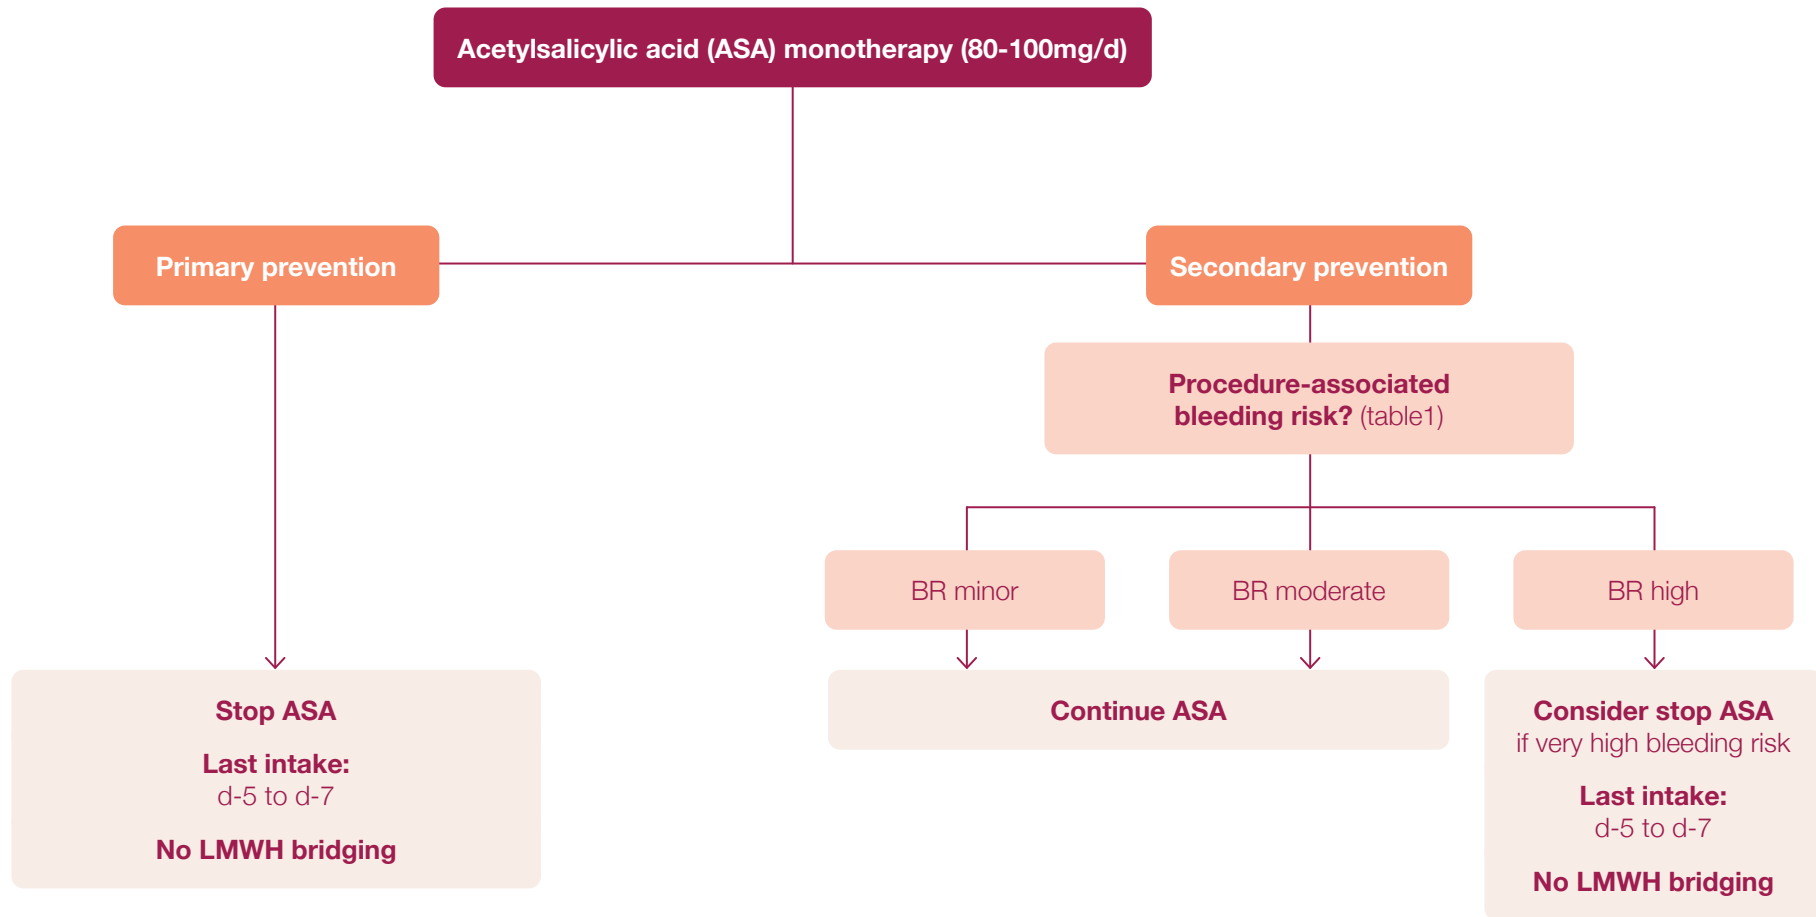 Acetylsalicylic acid (ASA) monotherapy (80-100mg/d)
Primary prevention
Secondary prevention
Procedure-associated
bleeding risk? (table1)
BR minor
BR moderate
BR high
Stop ASA
Last intake:
d-5 to d-7
No LMWH bridging
Continue ASA
Consider stop ASA
if very high bleeding risk
Last intake:
d-5 to d-7
No LMWH bridging